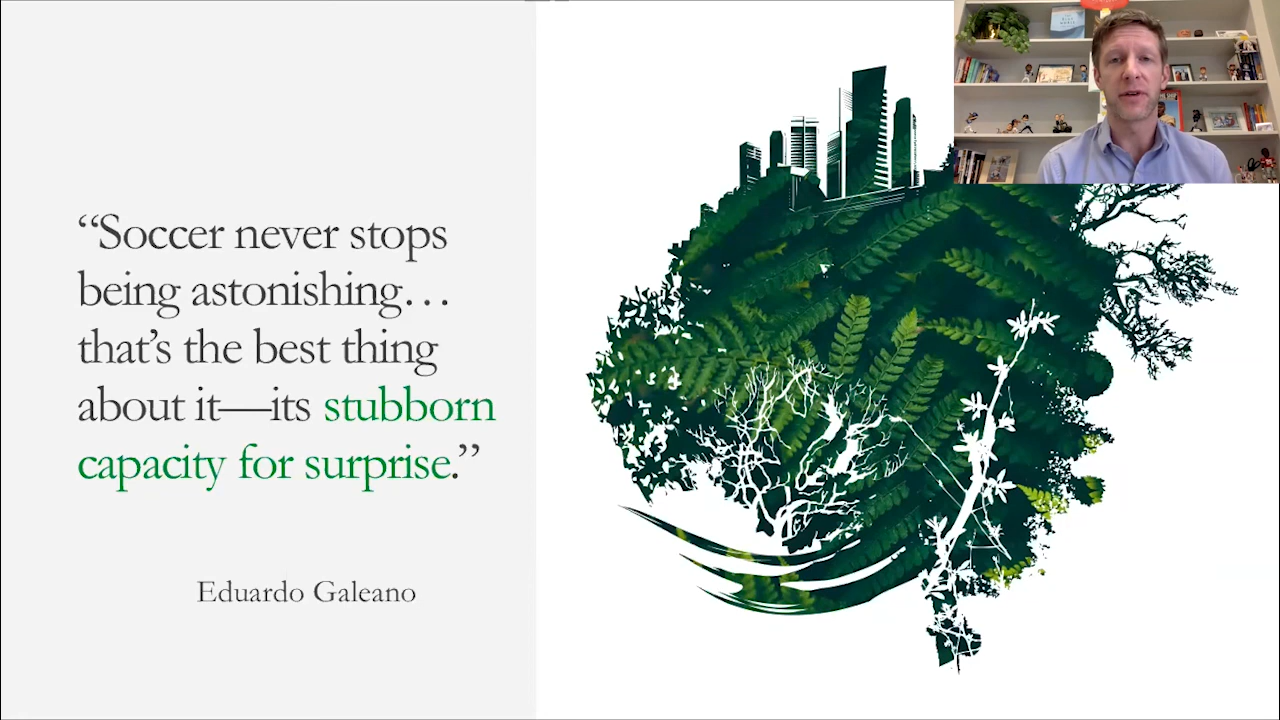 “Soccer never stops
being astonishing…
that’s the best thing
about it—its stubborn
capacity for surprise.”
Eduardo Galeano